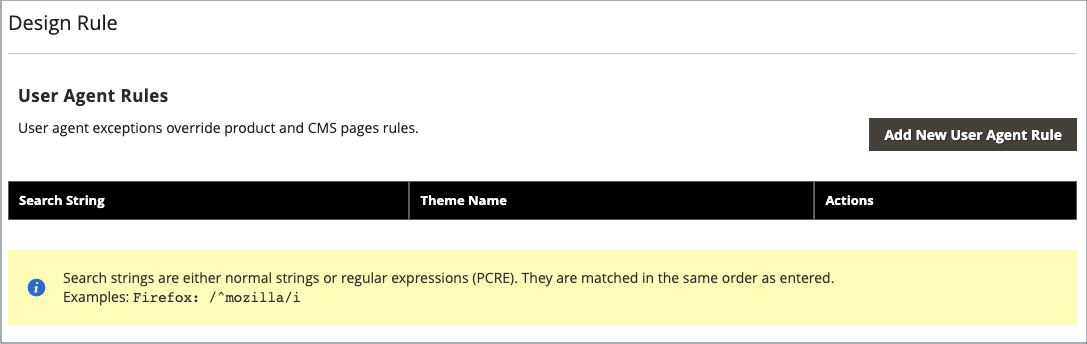 Design Rule
User Agent Rules
User agent exceptions override product and CMS pages rules.
Add New User Agent Rule
Search String Theme Name Actions
Search strings are either normal strings or regular expressions (PCRE). They are matched in the same order as entered.
Examples: Firefox: /^mozilla/i